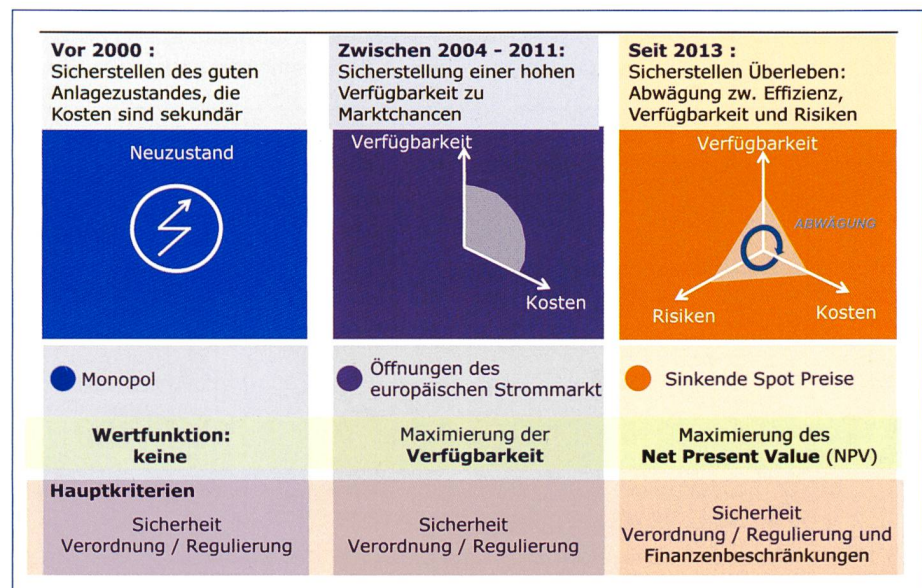 Vor 2000 :
Sicherstellen des guten
Anlagezustandes, die
Kosten sind sekundär
Neuzustand
Monopol
Wertfunktion:
keine
Hauptkriterien
Sicherheit
Verordnung / Regulierung
Zwischen 2004 - 2011:
Sicherstellung einer hohen
Verfügbarkeit zu
Marktchancen
Verfügbarkeit
Kosten
Öffnungen des
europäischen Strommarkt
Maximierung der
Verfügbarkeit
Sicherheit
Verordnung / Regulierung
Seit 2013 :
Sicherstellen Überleben:
Abwägung zw. Effizienz,
Verfügbarkeit und Risiken
Verfügbarkeit
ABWÄGUNG
Risiken
Kosten
Sinkende Spot Preise
Maximierung des
Net Present Value (NPV)
Sicherheit
Verordnung / Regulierung und
Finanzenbeschränkungen